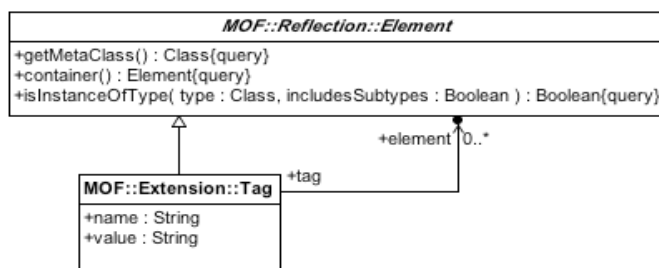 MOF::Reflection::Element
+getMetaClass() : Class{query}
+container() : Element{query}
+isInstanceOfType( type : Class, includesSubtypes : Boolean ) : Boolean{query}
+element 0..*
+tag
MOF::Extension::Tag
+name : String
+value : String